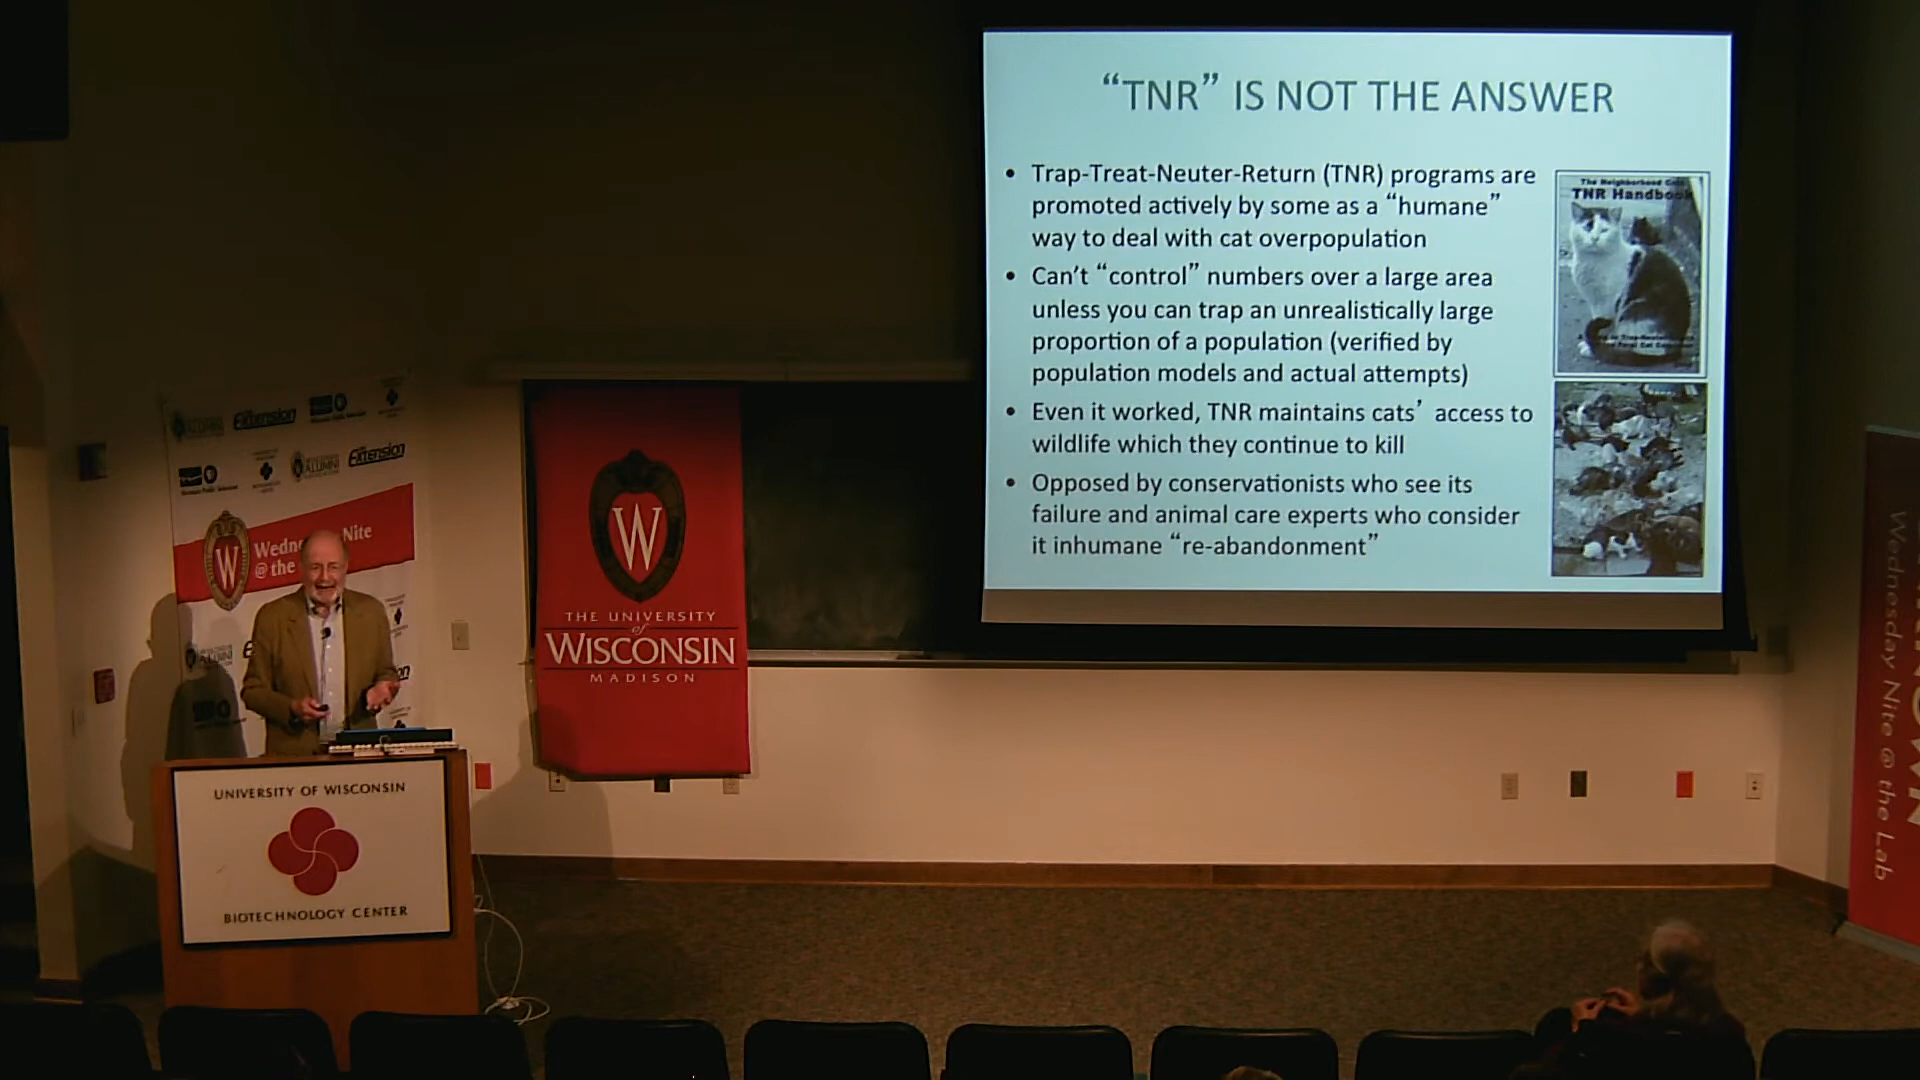 “TNR” IS NOT THE ANSWER
• Trap-Treat-Neuter-Return (TNR) programs are
promoted actively by some as a “humane”
way to deal with cat overpopulation
• Can’t “control” numbers over a large area
unless you can trap an unrealistically large
proportion of a population (verified by
population models and actual attempts)
• Even it worked, TNR maintains cats’ access to
wildlife which they continue to kill
• Opposed by conservationists who see its
failure and animal care experts who consider
it inhumane “re-abandonment”
The Neighborhood
TNR Handbook
Extension
Extension
ALUMNI
W
Nite
@ the
W
THE UNIVERSITY
of
WISCONSIN
MADISON
UNIVERSITY OF WISCONSIN
BIOTECHNOLOGY CENTER
Wednesday Nite @ the Lab